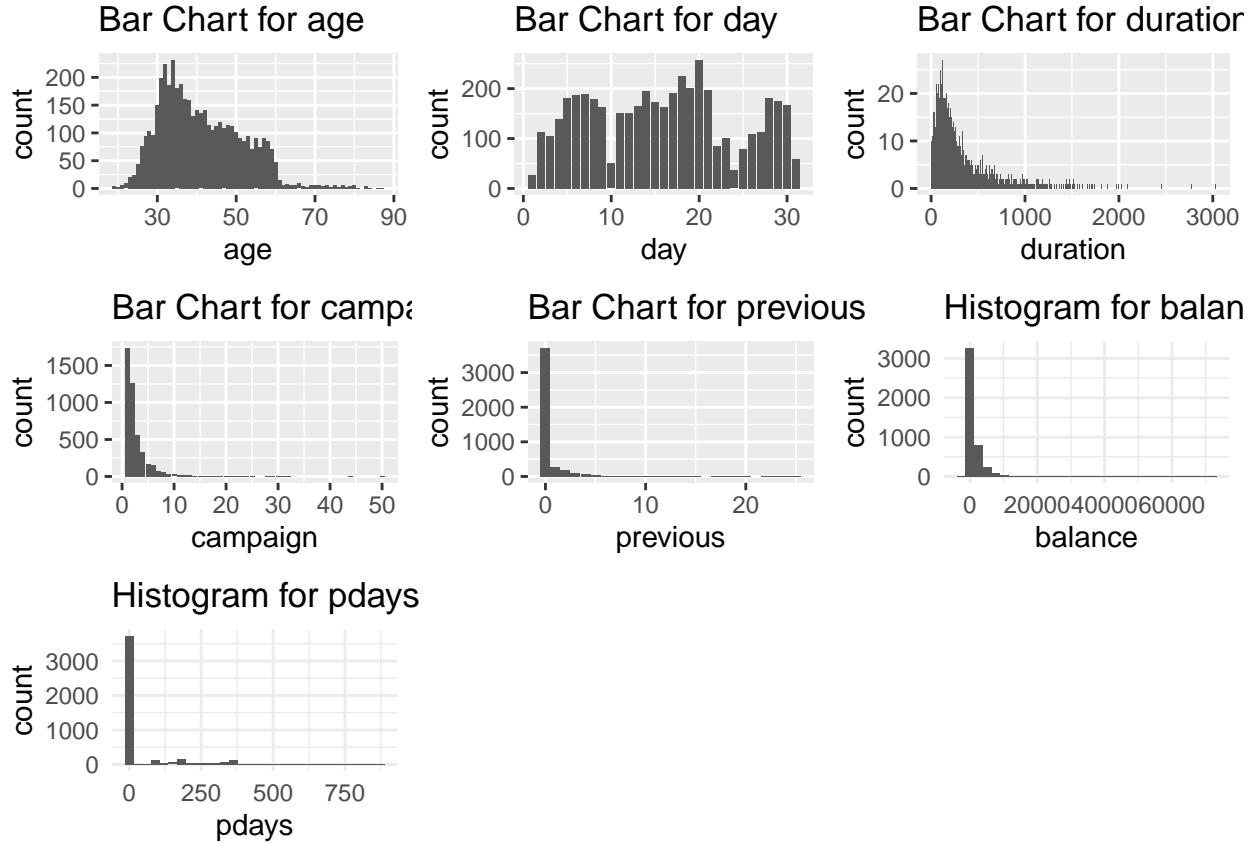 Bar Chart for age
count
200
150
100
50
0
30 50 70 90
age
Bar Chart for day
count
200
100
0
0 10 20 30
day
Bar Chart for duration
count
20
10
0
0 1000 2000 3000
duration
Bar Chart for campa
count
1500
1000
500
0
0 10 20 30 40 50
campaign
Bar Chart for previous
count
3000
2000
1000
0
0 10 20
previous
Histogram for balan
count
3000
2000
1000
0
0 20000 40000 60000
balance
Histogram for pdays
count
3000
2000
1000
0
0 250 500 750
pdays